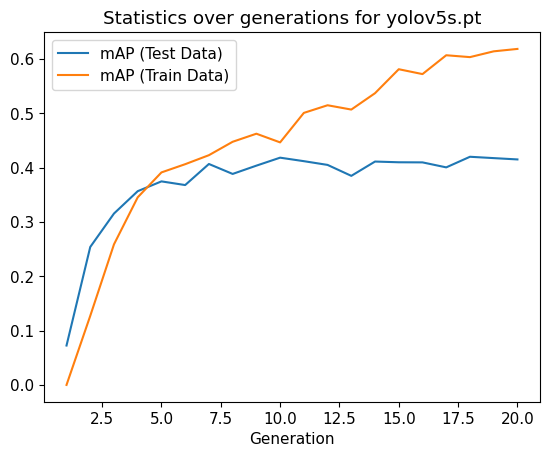 Statistics over generations for yolov5s.pt
mAP (Test Data)
mAP (Train Data)
0.6
0.5
0.4
0.3
0.2
0.1
0.0
2.5 5.0 7.5 10.0 12.5 15.0 17.5 20.0
Generation